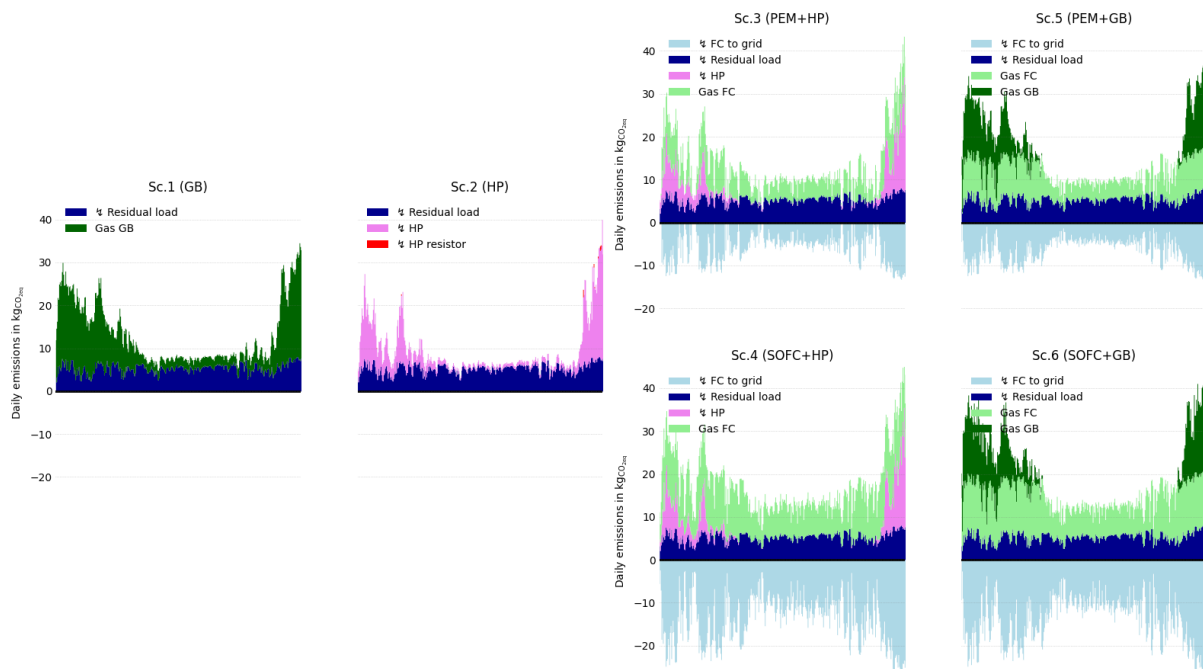 Sc.1 (GB)
↯ Residual load
Gas GB
Daily emissions in kgCO2eq
40
30
20
10
0
−10
−20
Sc.2 (HP)
↯ Residual load
↯ HP
↯ HP resistor
Sc.3 (PEM+HP)
↯ FC to grid
↯ Residual load
↯ HP
Gas FC
Daily emissions in kgCO2eq
40
30
20
10
0
−10
−20
Sc.5 (PEM+GB)
↯ FC to grid
↯ Residual load
Gas FC
Gas GB
Sc.4 (SOFC+HP)
↯ FC to grid
↯ Residual load
↯ HP
Gas FC
Daily emissions in kgCO2eq
40
30
20
10
0
−10
−20
Sc.6 (SOFC+GB)
↯ FC to grid
↯ Residual load
Gas FC
Gas GB